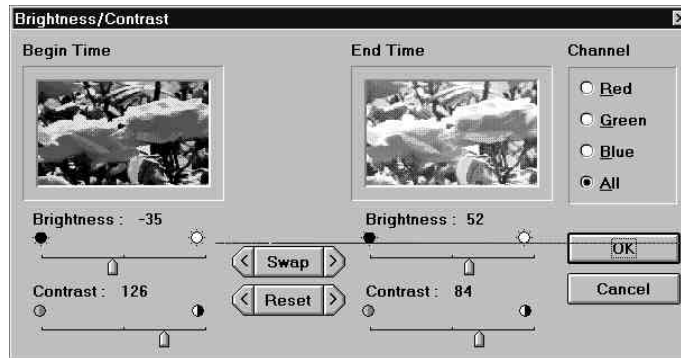 Brightness/Contrast
Begin Time
End Time
Channel
Red
Green
Blue
All
Brightness : -35
Brightness : 52
< Swap >
OK
Contrast : 126
< Reset >
Contrast : 84
Cancel